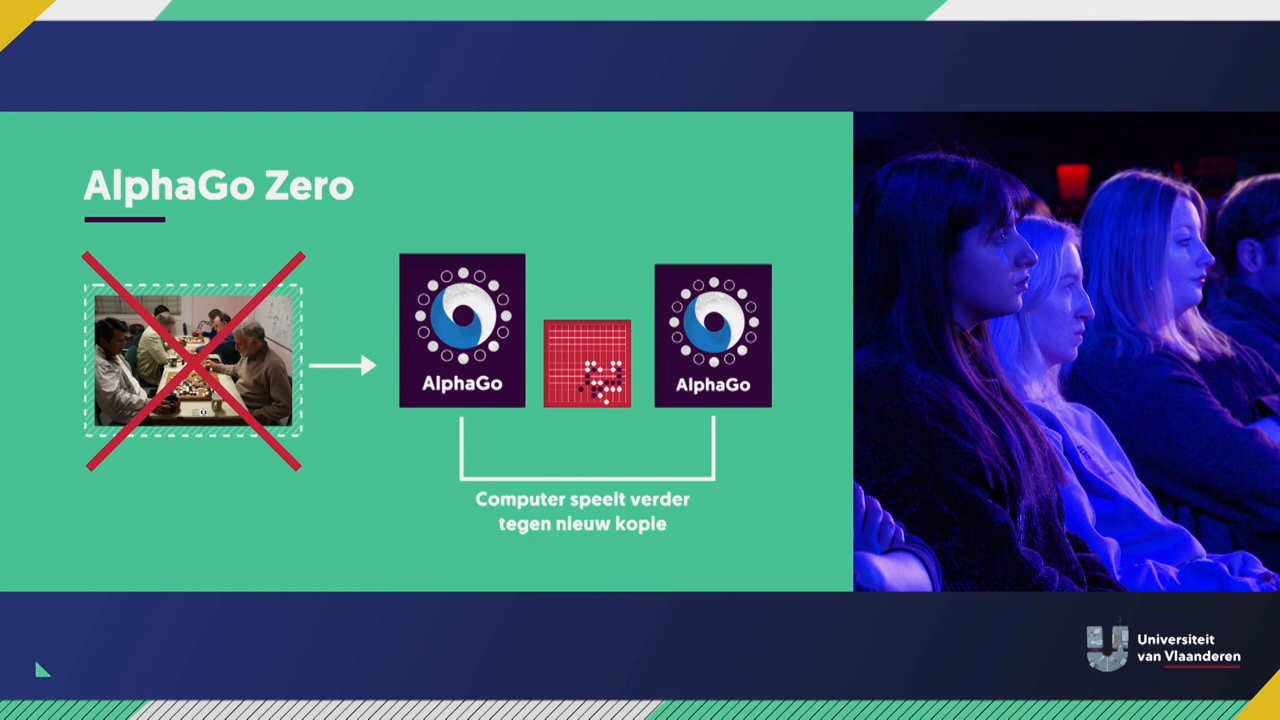 AlphaGo Zero
AlphaGo
AlphaGo
Computer speelt verder
tegen nieuw kopie
Universiteit
van Vlaanderen